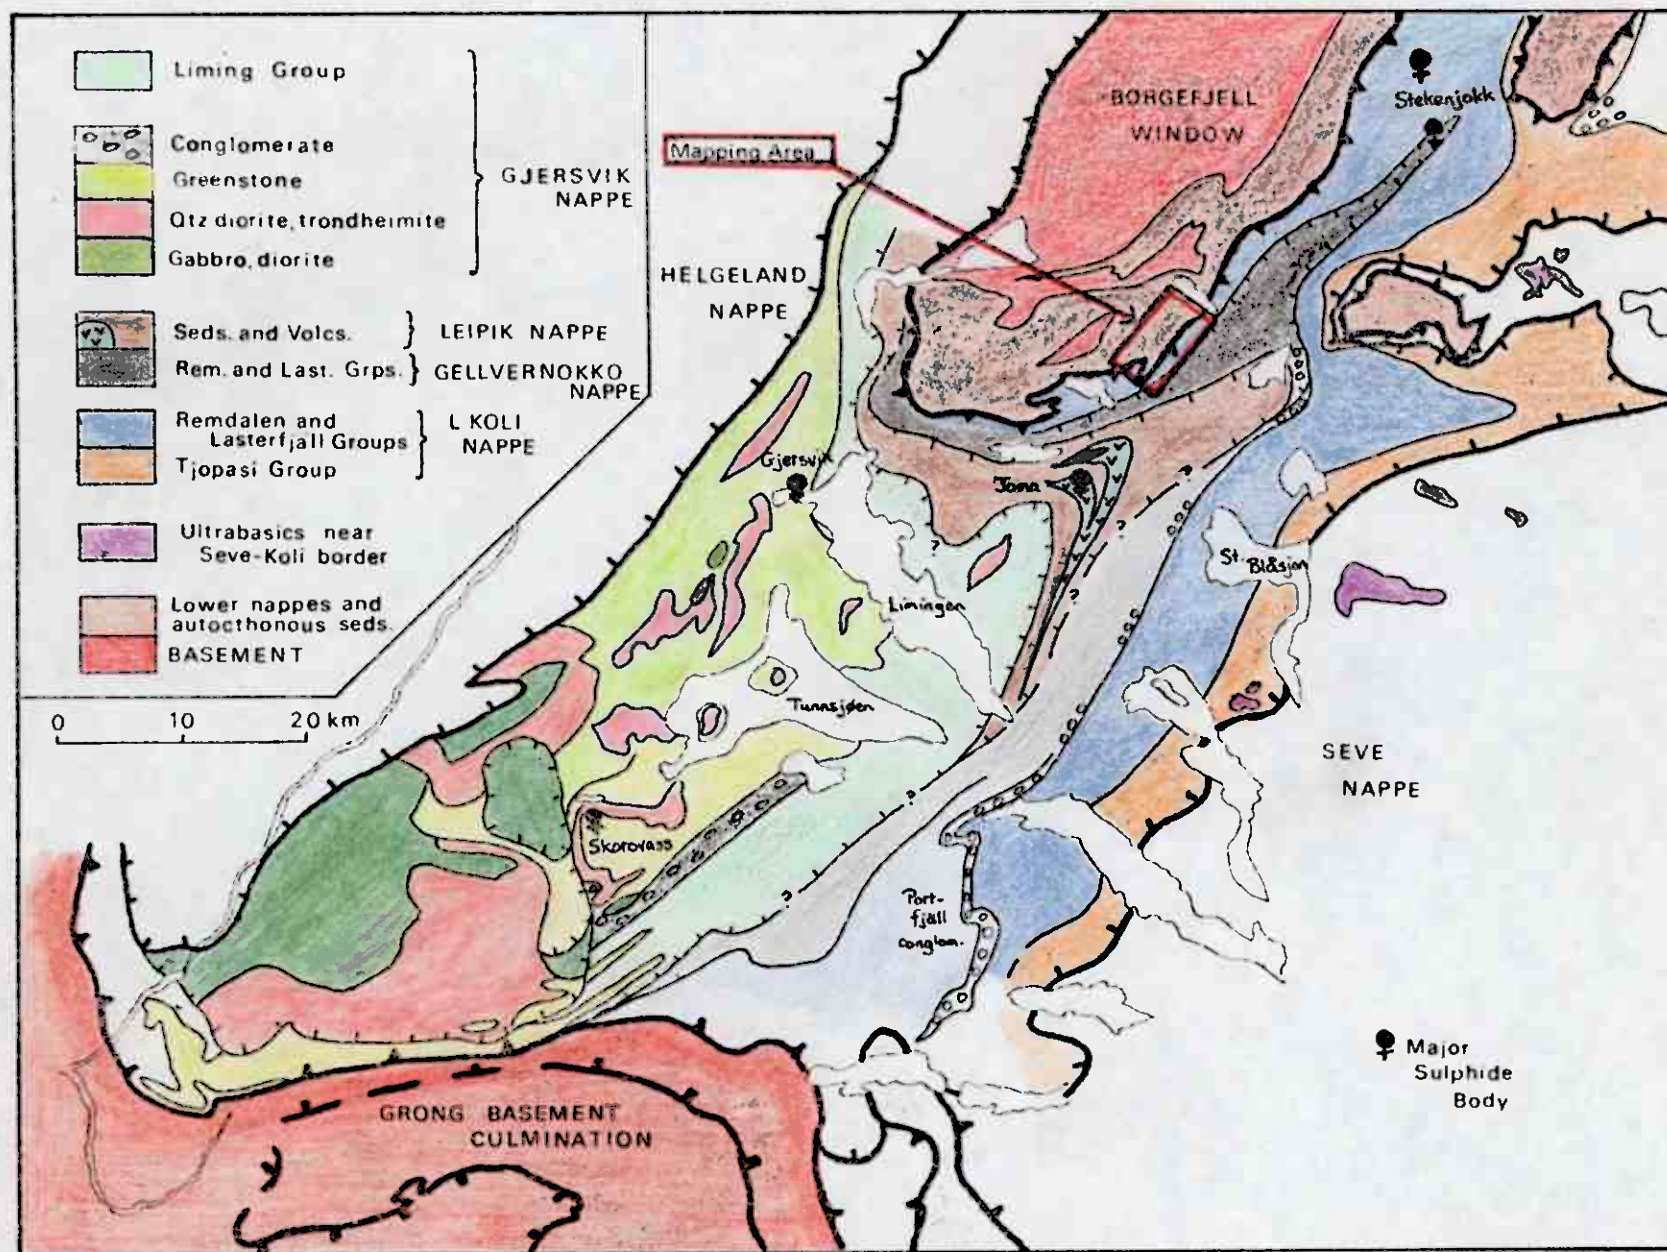 Liming Group
Conglomerate
Greenstone
Qtz diorite, trondheimite
Gabbro, diorite
GJERSVIK
NAPPE
Seds. and Volcs.
LEIPIK NAPPE
Rem. and Last. Grps.
GELLVERNOKKO
NAPPE
Remdalen and
Lasterfjall Groups
L KOLI
NAPPE
Tjopasi Group
Ultrabasics near
Seve-Koli border
Lower nappes and
autocthonous seds.
BASEMENT
0 10 20 km
Mapping Area
BORGEFJELL
WINDOW
Stekenjokk
HELGELAND
NAPPE
Gjersvik
Joma
?
?
?
?
St. Blåsjön
Limingen
Tunnsjøen
SEVE
NAPPE
?
Skorovass
?
Port-
fjäll
conglom.
GRONG BASEMENT
CULMINATION
Major
Sulphide
Body